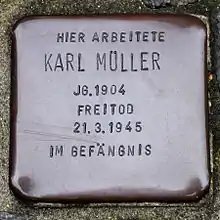 HIER ARBEITETE
KARL MÜLLER
JG. 1904
FREITOD
21.3.1945
IM GEFÄNGNIS